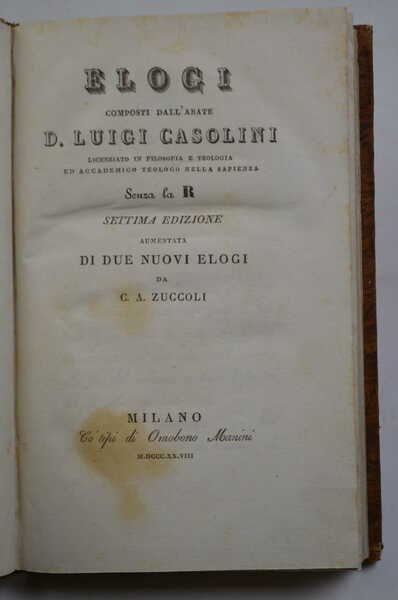 ELOGI
COMPOSTI DALL'ABATE
D. LUIGI CASOLINI
LICENZIATO IN FILOSOFIA E TEOLOGIA
ED ACCADEMICO TEOLOGO NELLA SAPIENZA
Senza la R
SETTIMA EDIZIONE
AUMENTATA
DI DUE NUOVI ELOGI
DA
C. A. ZUCCOLI
MILANO
Co' tipi di Omobono Manini
M.DCCC.XX.VIII